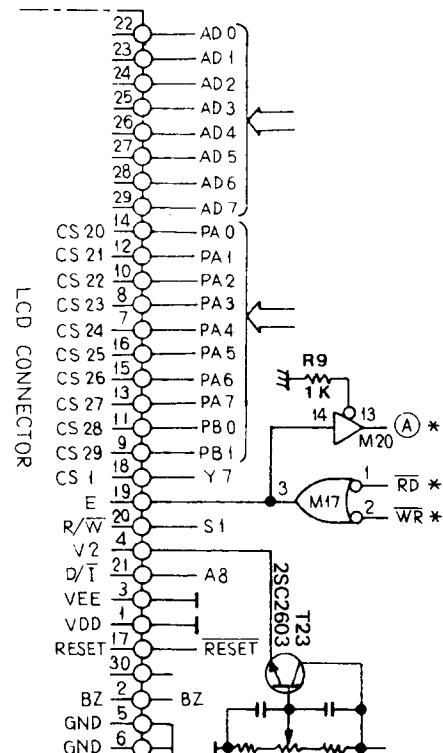 22 AD 0
23 AD 1
24 AD 2
25 AD 3
26 AD 4
27 AD 5
28 AD 6
29 AD 7
CS 20 14 PA 0
CS 21 12 PA 1
CS 22 10 PA 2
CS 23 8 PA 3
CS 24 7 PA 4
CS 25 16 PA 5
CS 26 15 PA 6
CS 27 13 PA 7
CS 28 11 PB 0
CS 29 9 PB 1
CS 1 18 Y 7
E 19
R/W̅ 20 S 1
V2 4
D/I̅ 21 A8
VEE 3
VDD 1
RESET 17 R̅E̅S̅E̅T̅
30
BZ 2 BZ
GND 5
GND 6
LCD CONNECTOR
R9
1 K
14 13 A *
M20
3 M17 1 R̅D̅ *
2 W̅R̅ *
T23
2SC2603